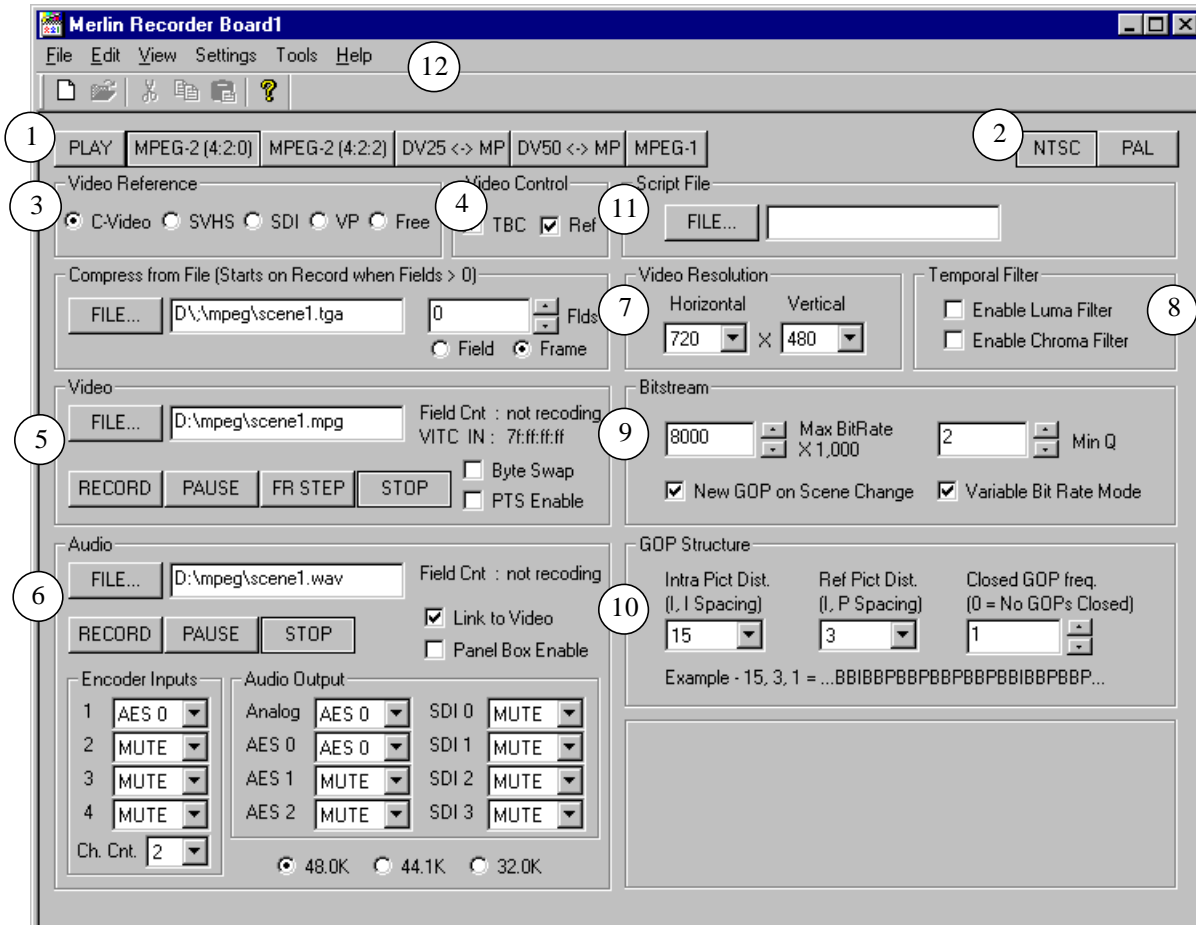 Merlin Recorder Board1
File Edit View Settings Tools Help
12
1
PLAY MPEG-2 (4:2:0) MPEG-2 (4:2:2) DV25 <-> MP DV50 <-> MP MPEG-1
2
NTSC PAL
Video Reference
3
C-Video SVHS SDI VP Free
Video Control
4
TBC Ref
Script File
11
FILE...
Compress from File (Starts on Record when Fields > 0)
FILE... D\;\mpeg\scene1.tga 0 Flds
Field Frame
Video Resolution
7
Horizontal Vertical
720 X 480
Temporal Filter
8
Enable Luma Filter
Enable Chroma Filter
Video
5
FILE... D:\mpeg\scene1.mpg
Field Cnt : not recoding
VITC IN : 7f:ff:ff:ff
Byte Swap
PTS Enable
RECORD PAUSE FR STEP STOP
Bitstream
9
8000 Max BitRate
X 1,000
2 Min Q
New GOP on Scene Change Variable Bit Rate Mode
Audio
6
FILE... D:\mpeg\scene1.wav Field Cnt : not recoding
Link to Video
Panel Box Enable
RECORD PAUSE STOP
Encoder Inputs
1 AES 0
2 MUTE
3 MUTE
4 MUTE
Ch. Cnt. 2
Audio Output
Analog AES 0 SDI 0 MUTE
AES 0 AES 0 SDI 1 MUTE
AES 1 MUTE SDI 2 MUTE
AES 2 MUTE SDI 3 MUTE
48.0K 44.1K 32.0K
GOP Structure
10
Intra Pict Dist. Ref Pict Dist. Closed GOP freq.
(I, I Spacing) (I, P Spacing) (0 = No GOPs Closed)
15 3 1
Example - 15, 3, 1 = ...BBIBBPBBPBBPBBPBBIBBPBBP...